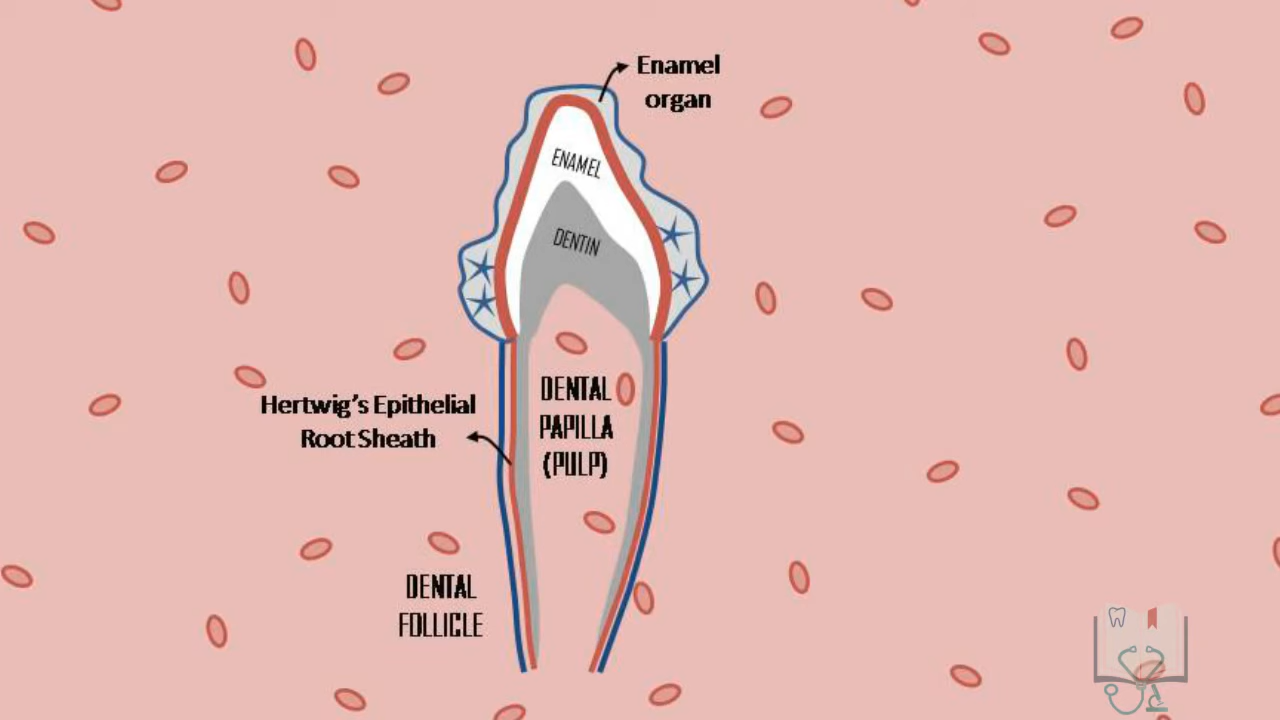 Enamel
organ
ENAMEL
DENTIN
DENTAL
PAPILLA
(PULP)
Hertwig's Epithelial
Root Sheath
DENTAL
FOLLICLE